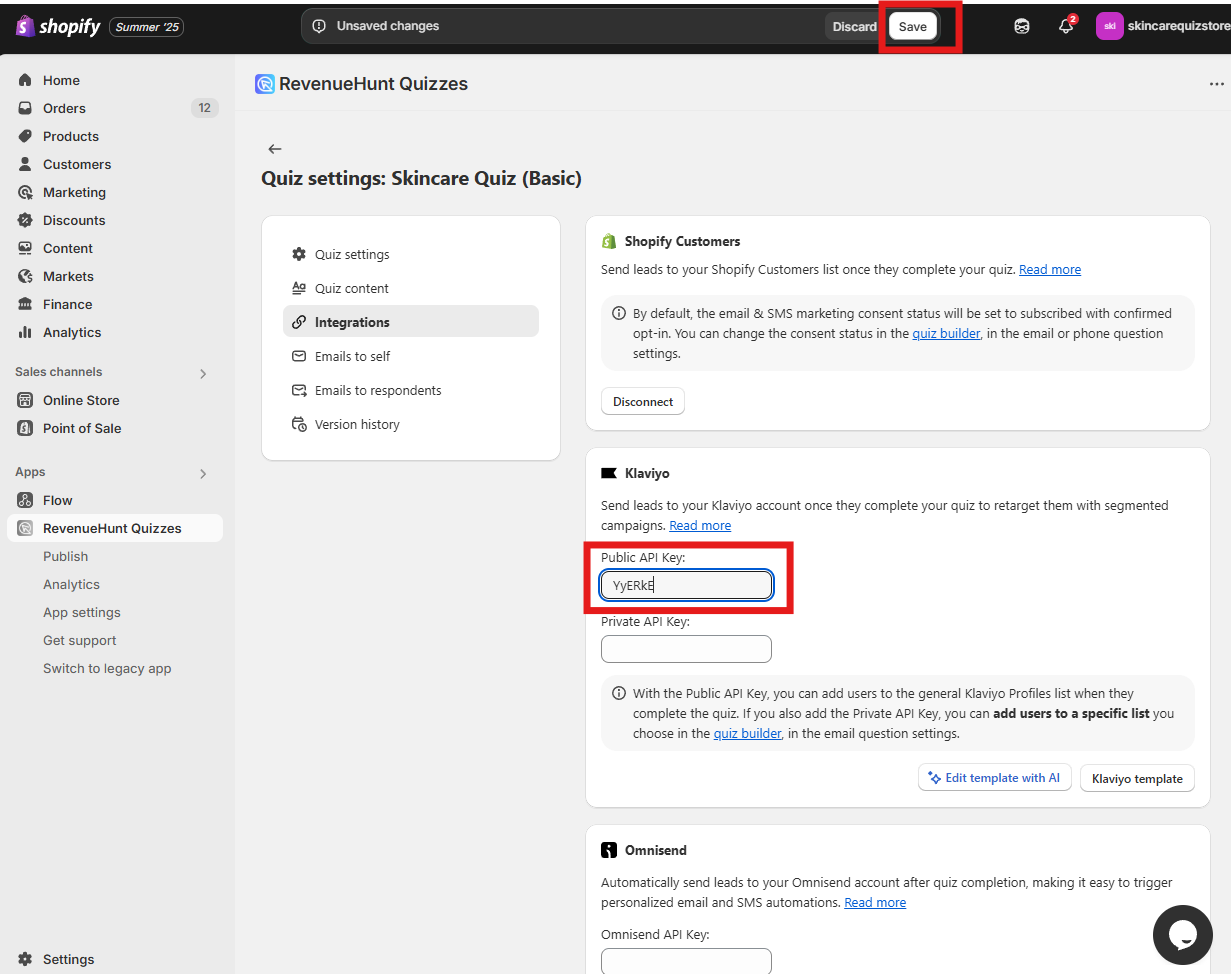 shopify Summer '25
Unsaved changes
Discard
Save
2
ski
skincarequizstore
Home
Orders 12
Products
Customers
Marketing
Discounts
Content
Markets
Finance
Analytics
Sales channels
Online Store
Point of Sale
Apps
Flow
RevenueHunt Quizzes
Publish
Analytics
App settings
Get support
Switch to legacy app
Settings
RevenueHunt Quizzes
Quiz settings: Skincare Quiz (Basic)
Quiz settings
Quiz content
Integrations
Emails to self
Emails to respondents
Version history
Shopify Customers
Send leads to your Shopify Customers list once they complete your quiz. Read more
By default, the email & SMS marketing consent status will be set to subscribed with confirmed
opt-in. You can change the consent status in the quiz builder, in the email or phone question
settings.
Disconnect
Klaviyo
Send leads to your Klaviyo account once they complete your quiz to retarget them with segmented
campaigns. Read more
Public API Key:
YyERkE
Private API Key:
With the Public API Key, you can add users to the general Klaviyo Profiles list when they
complete the quiz. If you also add the Private API Key, you can add users to a specific list you
choose in the quiz builder, in the email question settings.
Edit template with AI
Klaviyo template
Omnisend
Automatically send leads to your Omnisend account after quiz completion, making it easy to trigger
personalized email and SMS automations. Read more
Omnisend API Key: